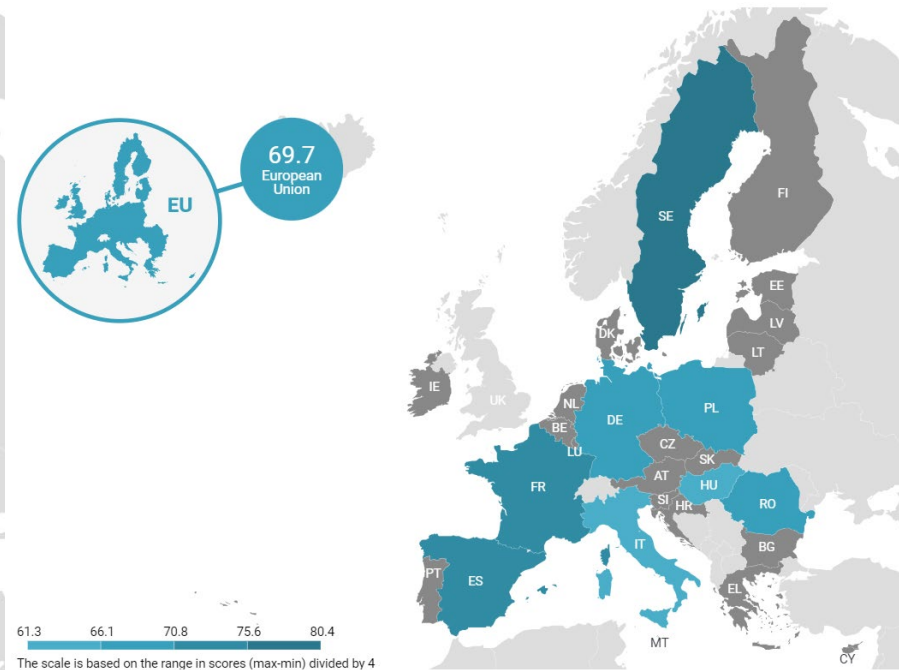 69.7
European
Union
EU
SE
FI
EE
LV
LT
DK
IE
UK
NL
BE
LU
DE
PL
CZ
SK
AT
HU
SI
HR
RO
FR
IT
BG
PT
ES
EL
MT
CY
61.3 66.1 70.8 75.6 80.4
The scale is based on the range in scores (max-min) divided by 4